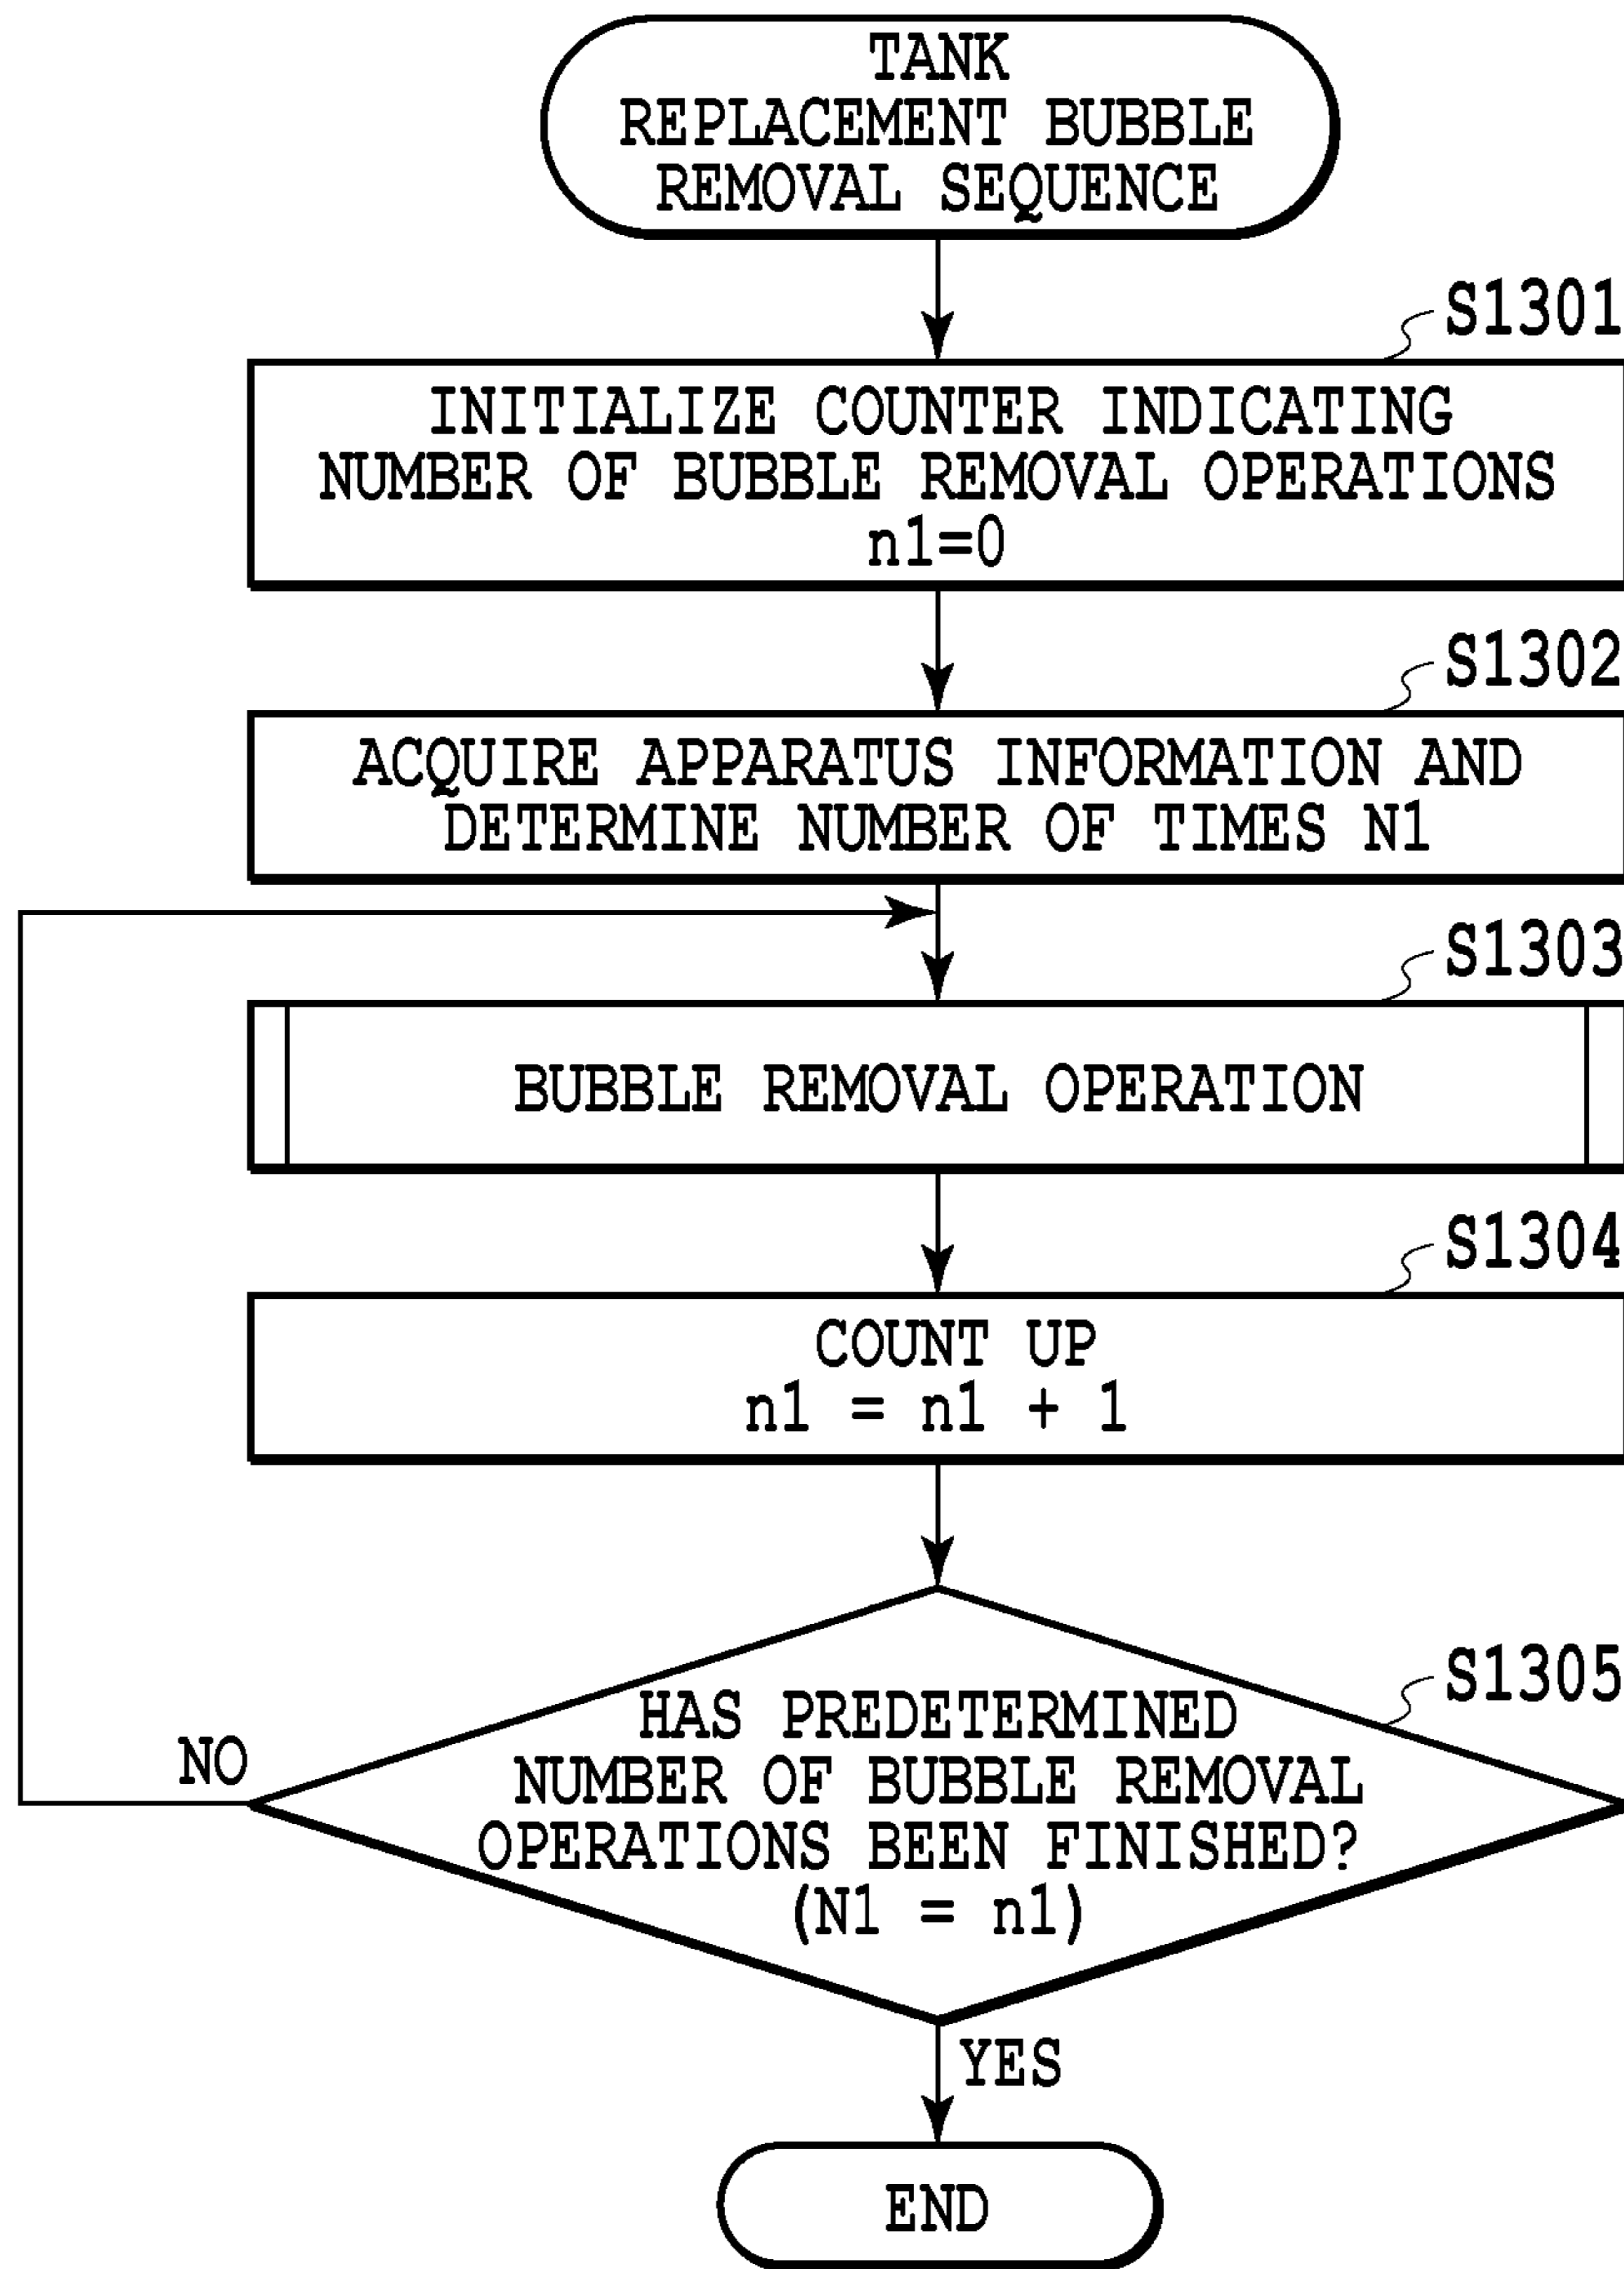 TANK
REPLACEMENT BUBBLE
REMOVAL SEQUENCE
S1301
INITIALIZE COUNTER INDICATING
NUMBER OF BUBBLE REMOVAL OPERATIONS
n1=0
S1302
ACQUIRE APPARATUS INFORMATION AND
DETERMINE NUMBER OF TIMES N1
S1303
BUBBLE REMOVAL OPERATION
S1304
COUNT UP
n1 = n1 + 1
S1305
HAS PREDETERMINED
NUMBER OF BUBBLE REMOVAL
OPERATIONS BEEN FINISHED?
(N1 = n1)
NO
YES
END